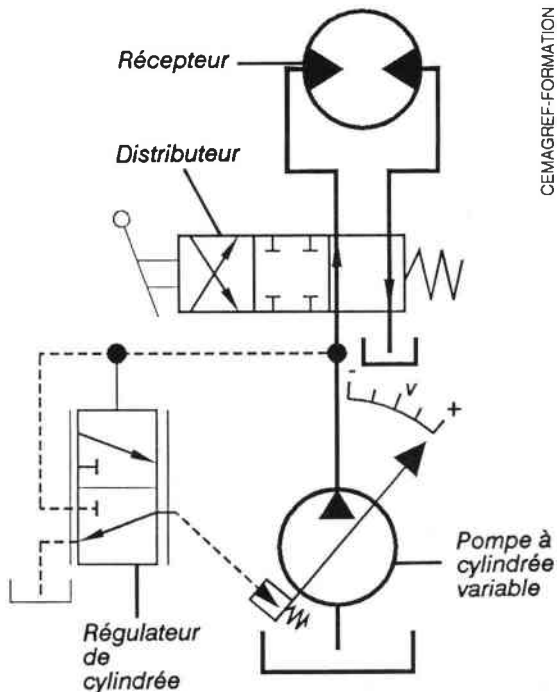 CEMAGREF-FORMATION
Récepteur
Distributeur
- v +
Pompe à
cylindrée
variable
Régulateur
de
cylindrée